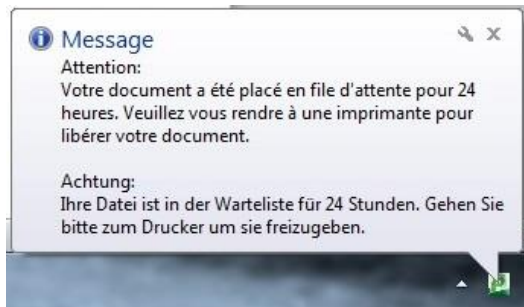 Message
Attention:
Votre document a été placé en file d'attente pour 24
heures. Veuillez vous rendre à une imprimante pour
libérer votre document.
Achtung:
Ihre Datei ist in der Warteliste für 24 Stunden. Gehen Sie
bitte zum Drucker um sie freizugeben.